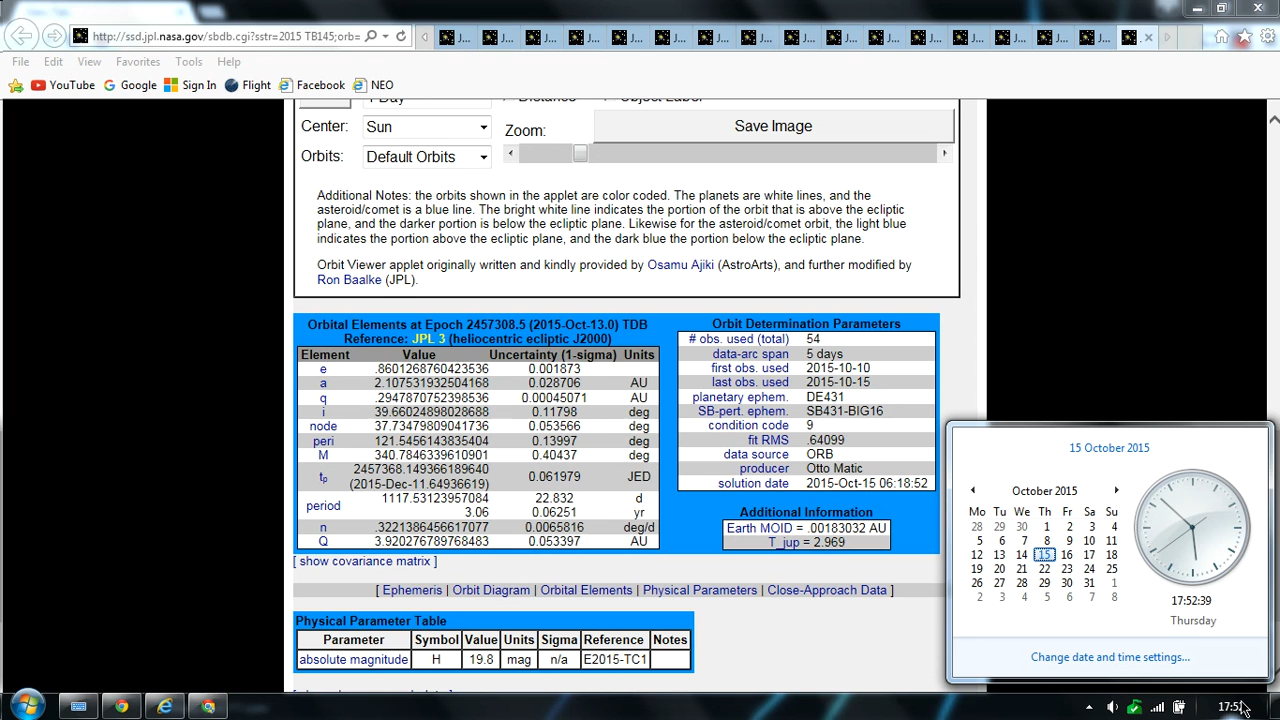 http://ssd.jpl.nasa.gov/sbdb.cgi?sstr=2015 TB145;orb=
J... J... J... J... J... J... J... J... J... J... J... J... J... J... J... J... J...
File Edit View Favorites Tools Help
YouTube Google Sign In Flight Facebook NEO
Center: Sun Zoom: Save Image
Orbits: Default Orbits
Additional Notes: the orbits shown in the applet are color coded. The planets are white lines, and the
asteroid/comet is a blue line. The bright white line indicates the portion of the orbit that is above the ecliptic
plane, and the darker portion is below the ecliptic plane. Likewise for the asteroid/comet orbit, the light blue
indicates the portion above the ecliptic plane, and the dark blue the portion below the ecliptic plane.
Orbit Viewer applet originally written and kindly provided by Osamu Ajiki (AstroArts), and further modified by
Ron Baalke (JPL).
Orbital Elements at Epoch 2457308.5 (2015-Oct-13.0) TDB
Reference: JPL 3 (heliocentric ecliptic J2000)
Element Value Uncertainty (1-sigma) Units
e .8601268760423536 0.001873
a 2.107531932504168 0.028706 AU
q .2947870752398536 0.00045071 AU
i 39.66024898028688 0.11798 deg
node 37.73479809041736 0.053566 deg
peri 121.5456143835404 0.13997 deg
M 340.7846339610901 0.40437 deg
tp 2457368.149366189640 0.061979 JED
(2015-Dec-11.64936619)
period 1117.53123957084 22.832 d
3.06 0.06251 yr
n .3221386456617077 0.0065816 deg/d
Q 3.920276789768483 0.053397 AU
[ show covariance matrix ]
Orbit Determination Parameters
# obs. used (total) 54
data-arc span 5 days
first obs. used 2015-10-10
last obs. used 2015-10-15
planetary ephem. DE431
SB-pert. ephem. SB431-BIG16
condition code 9
fit RMS .64099
data source ORB
producer Otto Matic
solution date 2015-Oct-15 06:18:52
Additional Information
Earth MOID = .00183032 AU
T_jup = 2.969
[ Ephemeris | Orbit Diagram | Orbital Elements | Physical Parameters | Close-Approach Data ]
Physical Parameter Table
Parameter Symbol Value Units Sigma Reference Notes
absolute magnitude H 19.8 mag n/a E2015-TC1
15 October 2015
October 2015
Mo Tu We Th Fr Sa Su
28 29 30 1 2 3 4
5 6 7 8 9 10 11
12 13 14 15 16 17 18
19 20 21 22 23 24 25
26 27 28 29 30 31 1
2 3 4 5 6 7 8
17:52:39
Thursday
Change date and time settings...